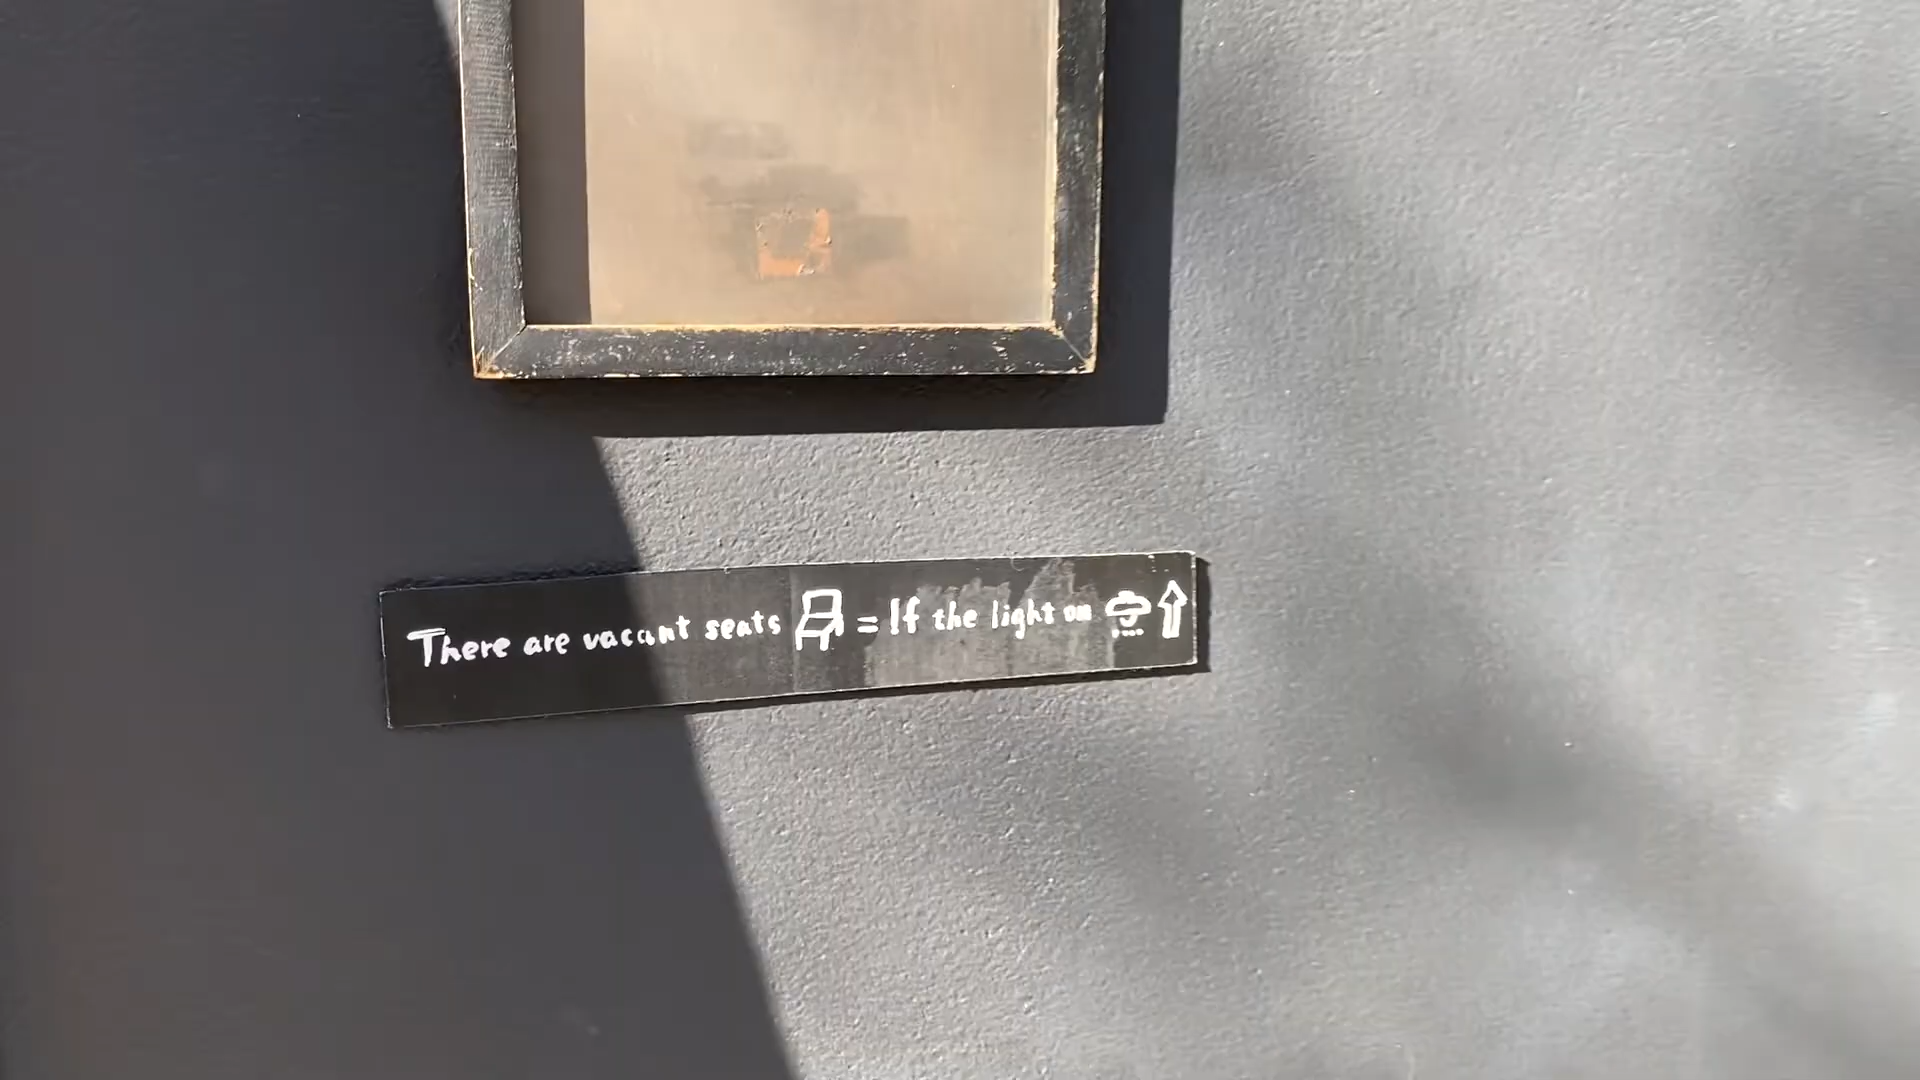 There are vacant seats = If the light on